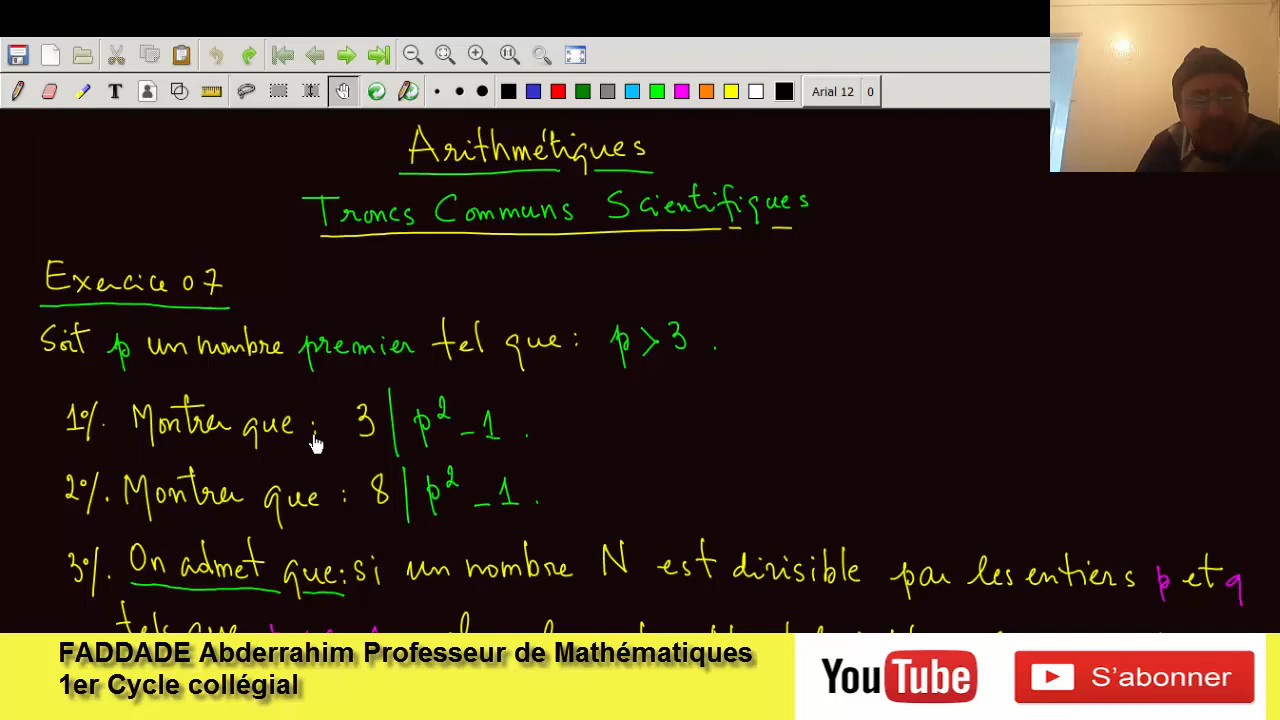 Arial 12
0
Arithmétiques
Troncs Communs Scientifiques
Exercice 07
Soit p un nombre premier tel que : p > 3 .
1%. Montrer que : 3 | p² - 1 .
2%. Montrer que : 8 | p² - 1 .
3%. On admet que : si un nombre N est divisible par les entiers p et q
tels que
FADDADE Abderrahim Professeur de Mathématiques
1er Cycle collégial
YouTube
S'abonner